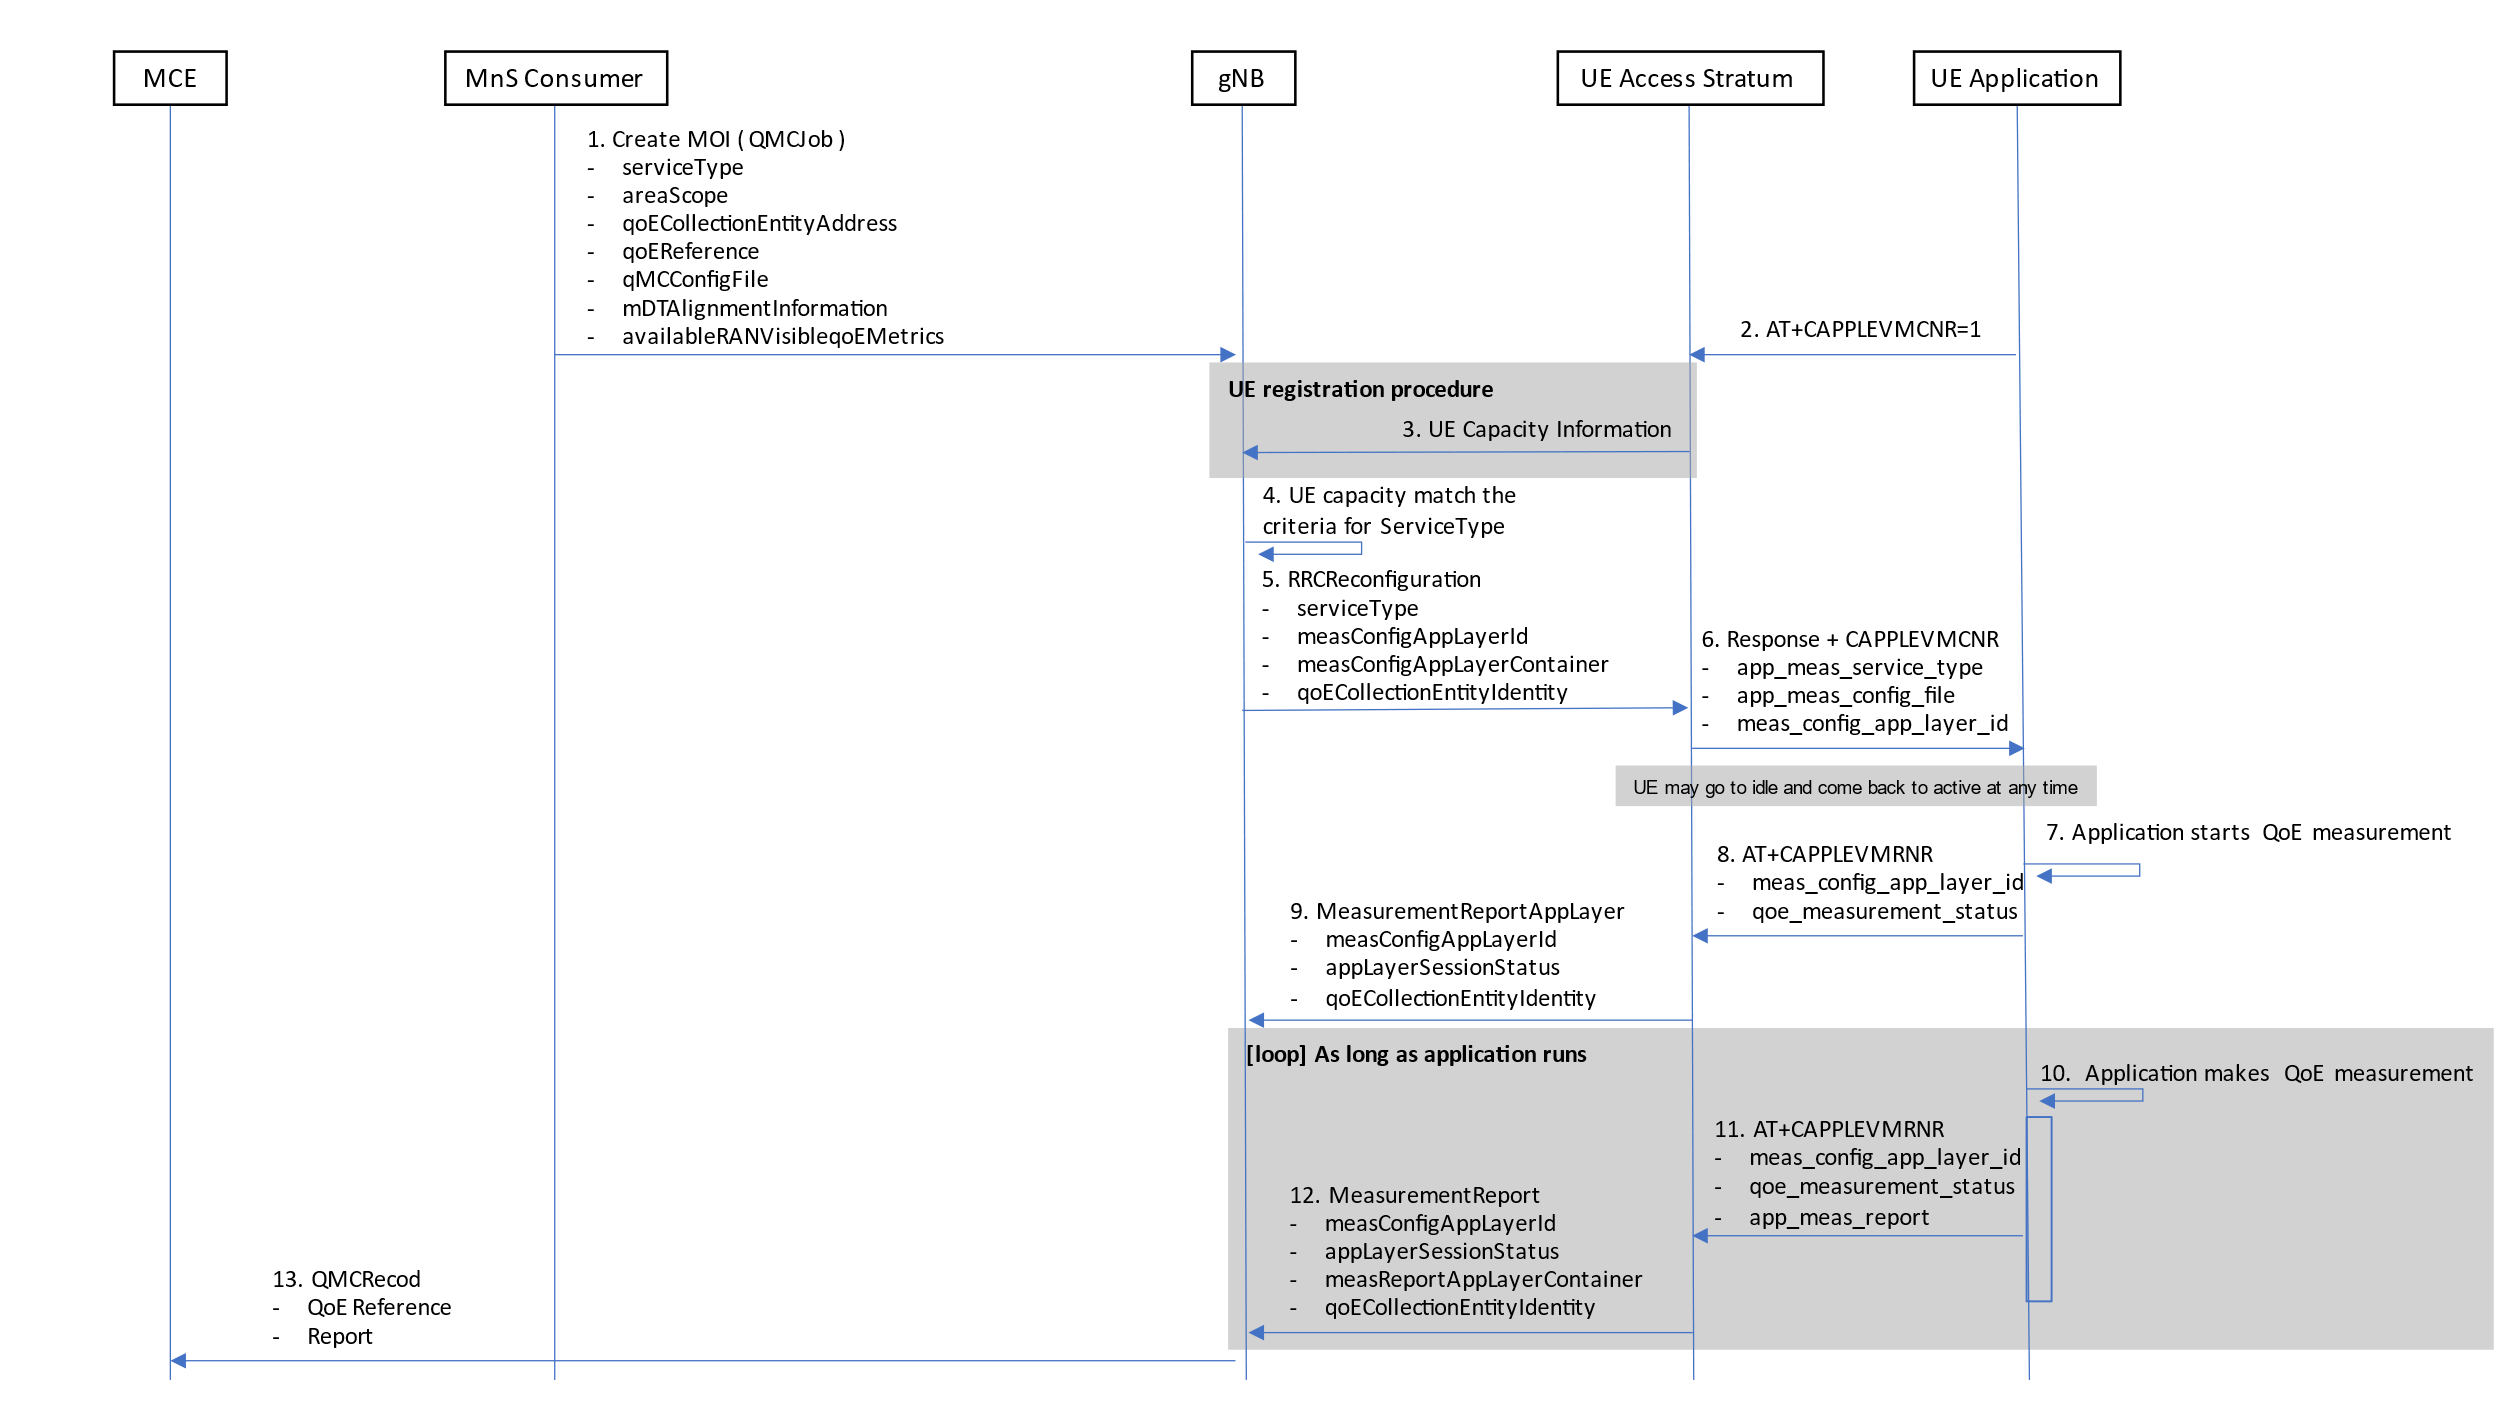 MCE
MnS Consumer
gNB
UE Access Stratum
UE Application
1. Create MOI ( QMCJob )
- serviceType
- areaScope
- qoECollectionEntityAddress
- qoEReference
- qMCConfigFile
- mDTAlignmentInformation
- availableRANVisibleqoEMetrics
2. AT+CAPPLEVMCNR=1
UE registration procedure
3. UE Capacity Information
4. UE capacity match the
criteria for ServiceType
5. RRCReconfiguration
- serviceType
- measConfigAppLayerId
- measConfigAppLayerContainer
- qoECollectionEntityIdentity
6. Response + CAPPLEVMCNR
- app_meas_service_type
- app_meas_config_file
- meas_config_app_layer_id
UE may go to idle and come back to active at any time
7. Application starts QoE measurement
8. AT+CAPPLEVMRNR
- meas_config_app_layer_id
- qoe_measurement_status
9. MeasurementReportAppLayer
- measConfigAppLayerId
- appLayerSessionStatus
- qoECollectionEntityIdentity
[loop] As long as application runs
10. Application makes QoE measurement
11. AT+CAPPLEVMRNR
- meas_config_app_layer_id
- qoe_measurement_status
- app_meas_report
12. MeasurementReport
- measConfigAppLayerId
- appLayerSessionStatus
- measReportAppLayerContainer
- qoECollectionEntityIdentity
13. QMCRecod
- QoE Reference
- Report